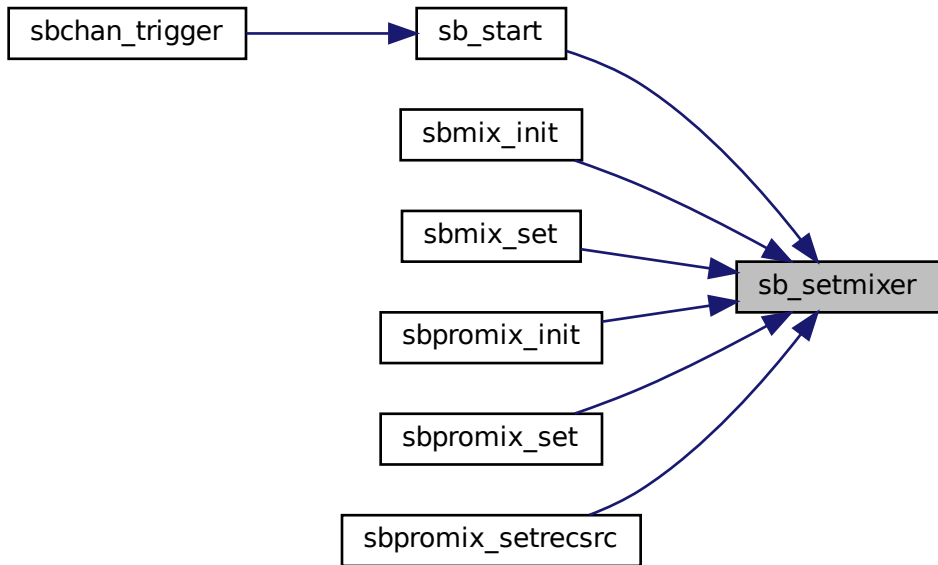 sbchan_trigger
sb_start
sbmix_init
sbmix_set
sb_setmixer
sbpromix_init
sbpromix_set
sbpromix_setrecsrc